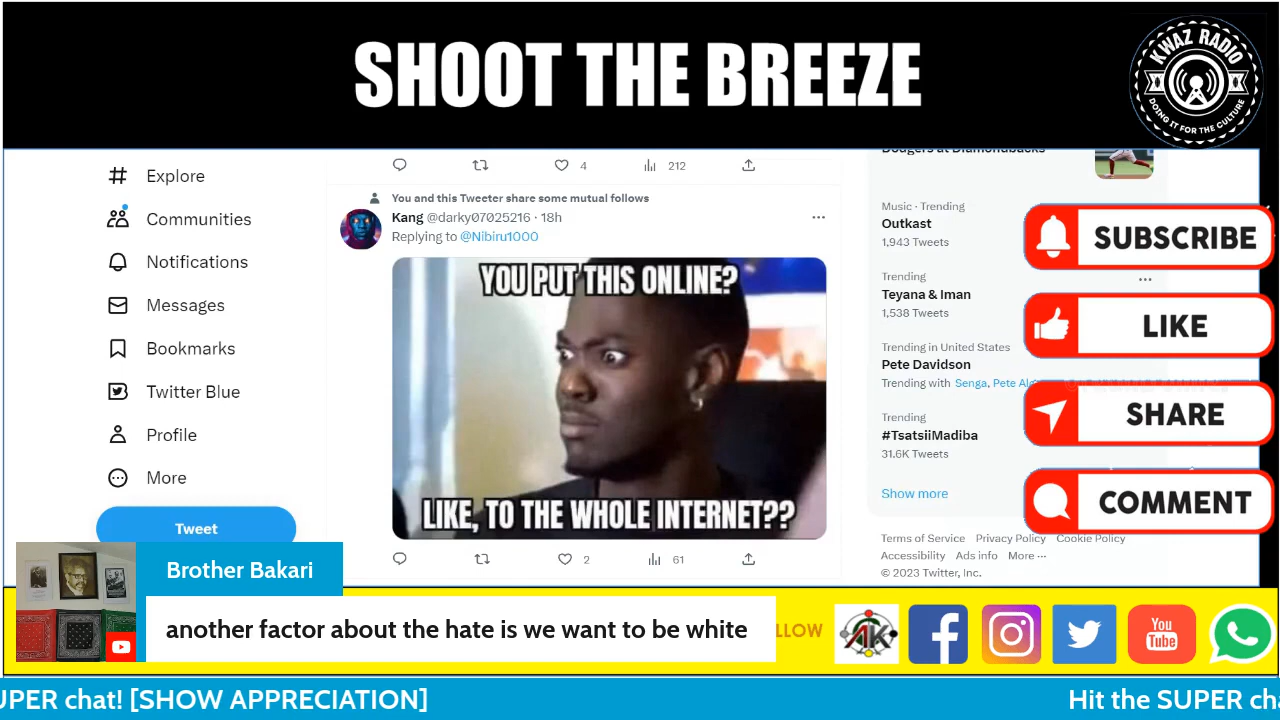 SHOOT THE BREEZE
KWAZ RADIO
DOING IT FOR THE CULTURE
Explore
Communities
Notifications
Messages
Bookmarks
Twitter Blue
Profile
More
Tweet
4
212
You and this Tweeter share some mutual follows
Kang @darky07025216 · 18h
Replying to @Nibiru1000
YOU PUT THIS ONLINE?
LIKE, TO THE WHOLE INTERNET??
2
61
Dodgers at Diamondbacks
Music · Trending
Outkast
1,943 Tweets
Trending
Teyana & Iman
1,538 Tweets
Trending in United States
Pete Davidson
Trending with Senga, Pete
Trending
#TsatsiiMadiba
31.6K Tweets
Show more
Terms of Service Privacy Policy Cookie Policy
Accessibility Ads info More ···
© 2023 Twitter, Inc.
SUBSCRIBE
LIKE
SHARE
COMMENT
Brother Bakari
another factor about the hate is we want to be white
LLOW
AK
You
Tube
UPER chat! [SHOW APPRECIATION]
Hit the SUPER cha